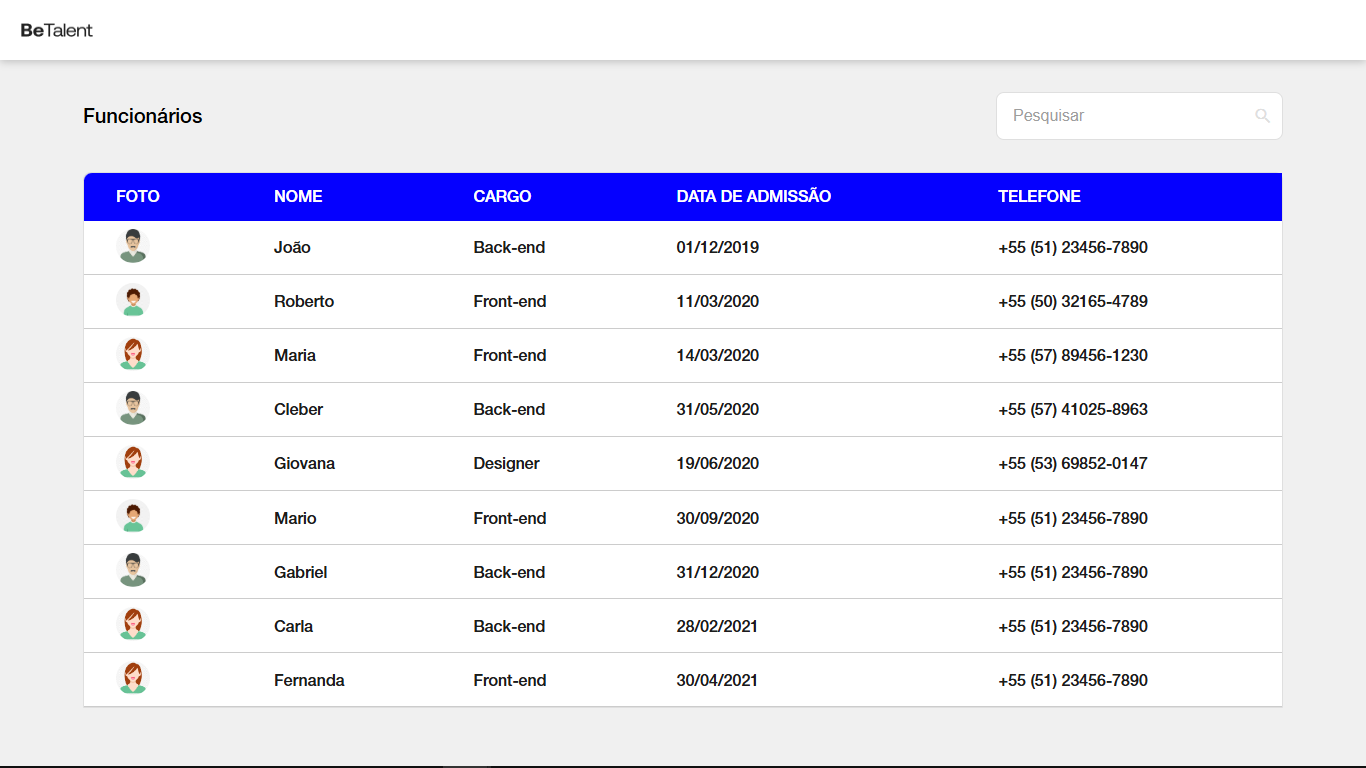 BeTalent
Funcionários
Pesquisar
FOTO NOME CARGO DATA DE ADMISSÃO TELEFONE
João Back-end 01/12/2019 +55 (51) 23456-7890
Roberto Front-end 11/03/2020 +55 (50) 32165-4789
Maria Front-end 14/03/2020 +55 (57) 89456-1230
Cleber Back-end 31/05/2020 +55 (57) 41025-8963
Giovana Designer 19/06/2020 +55 (53) 69852-0147
Mario Front-end 30/09/2020 +55 (51) 23456-7890
Gabriel Back-end 31/12/2020 +55 (51) 23456-7890
Carla Back-end 28/02/2021 +55 (51) 23456-7890
Fernanda Front-end 30/04/2021 +55 (51) 23456-7890